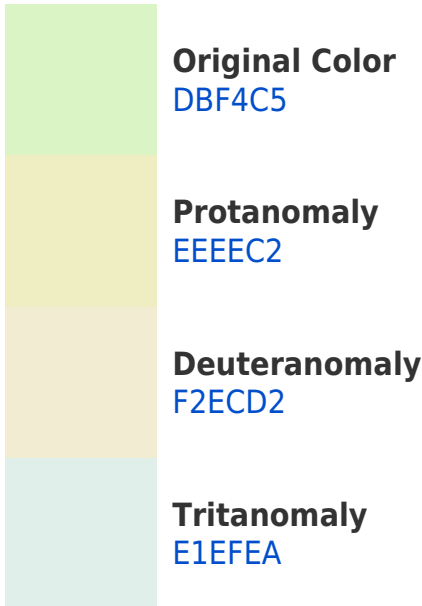 Original Color
DBF4C5
Protanomaly
EEEEC2
Deuteranomaly
F2ECD2
Tritanomaly
E1EFEA